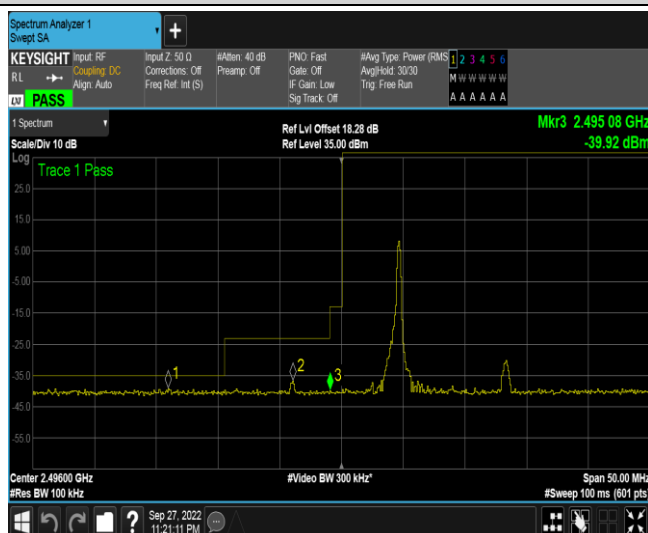 Spectrum Analyzer 1
Swept SA
+
KEYSIGHT
RL
LXI PASS
Input: RF
Coupling: DC
Align: Auto
Input Z: 50 Ω
Corrections: Off
Freq Ref: Int (S)
#Atten: 40 dB
Preamp: Off
PNO: Fast
Gate: Off
IF Gain: Low
Sig Track: Off
#Avg Type: Power (RMS
Avg|Hold: 30/30
Trig: Free Run
1 2 3 4 5 6
M W W W W W
A A A A A A
1 Spectrum
Scale/Div 10 dB
Ref Lvl Offset 18.28 dB
Ref Level 35.00 dBm
Mkr3 2.495 08 GHz
-39.92 dBm
Log
Trace 1 Pass
25.0
15.0
5.00
-5.00
-15.0
-25.0
-35.0
-45.0
-55.0
1
2
3
Center 2.49600 GHz
#Res BW 100 kHz
#Video BW 300 kHz*
Span 50.00 MHz
#Sweep 100 ms (601 pts)
?
Sep 27, 2022
11:21:11 PM